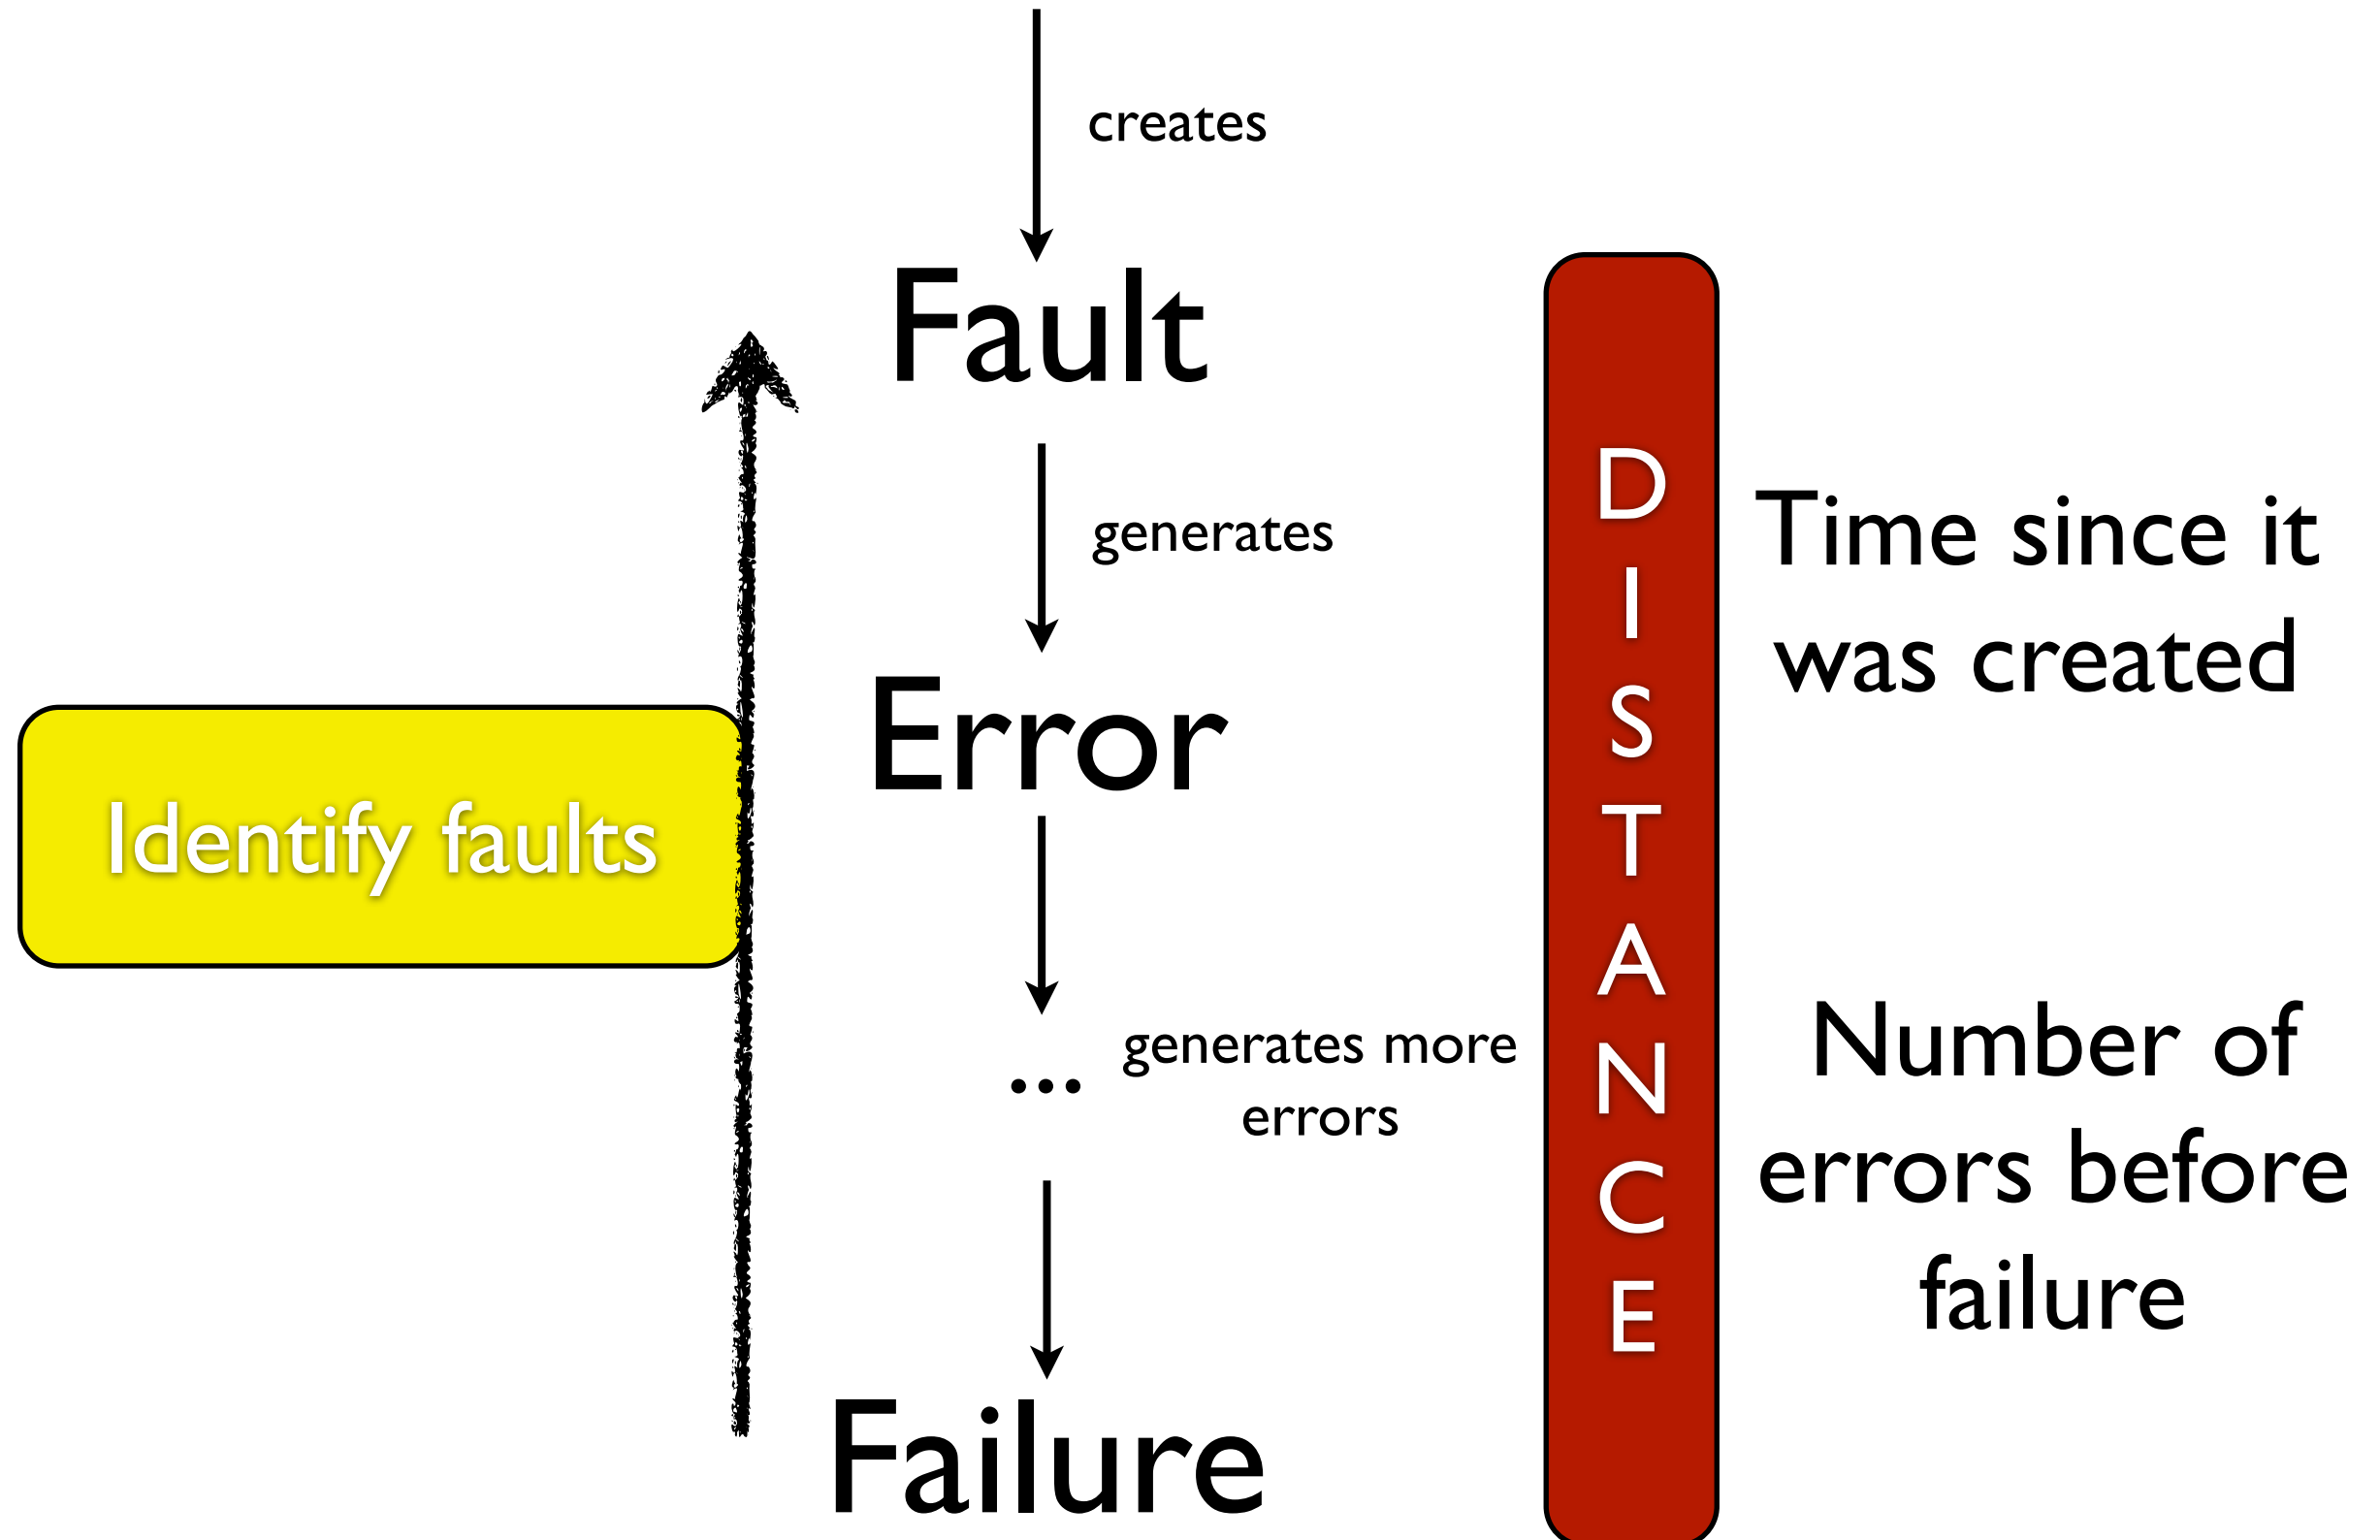 creates
Fault
generates
Error
Identify faults
...
generates more
errors
Failure
D
I
S
T
A
N
C
E
Time since it
was created
Number of
errors before
failure